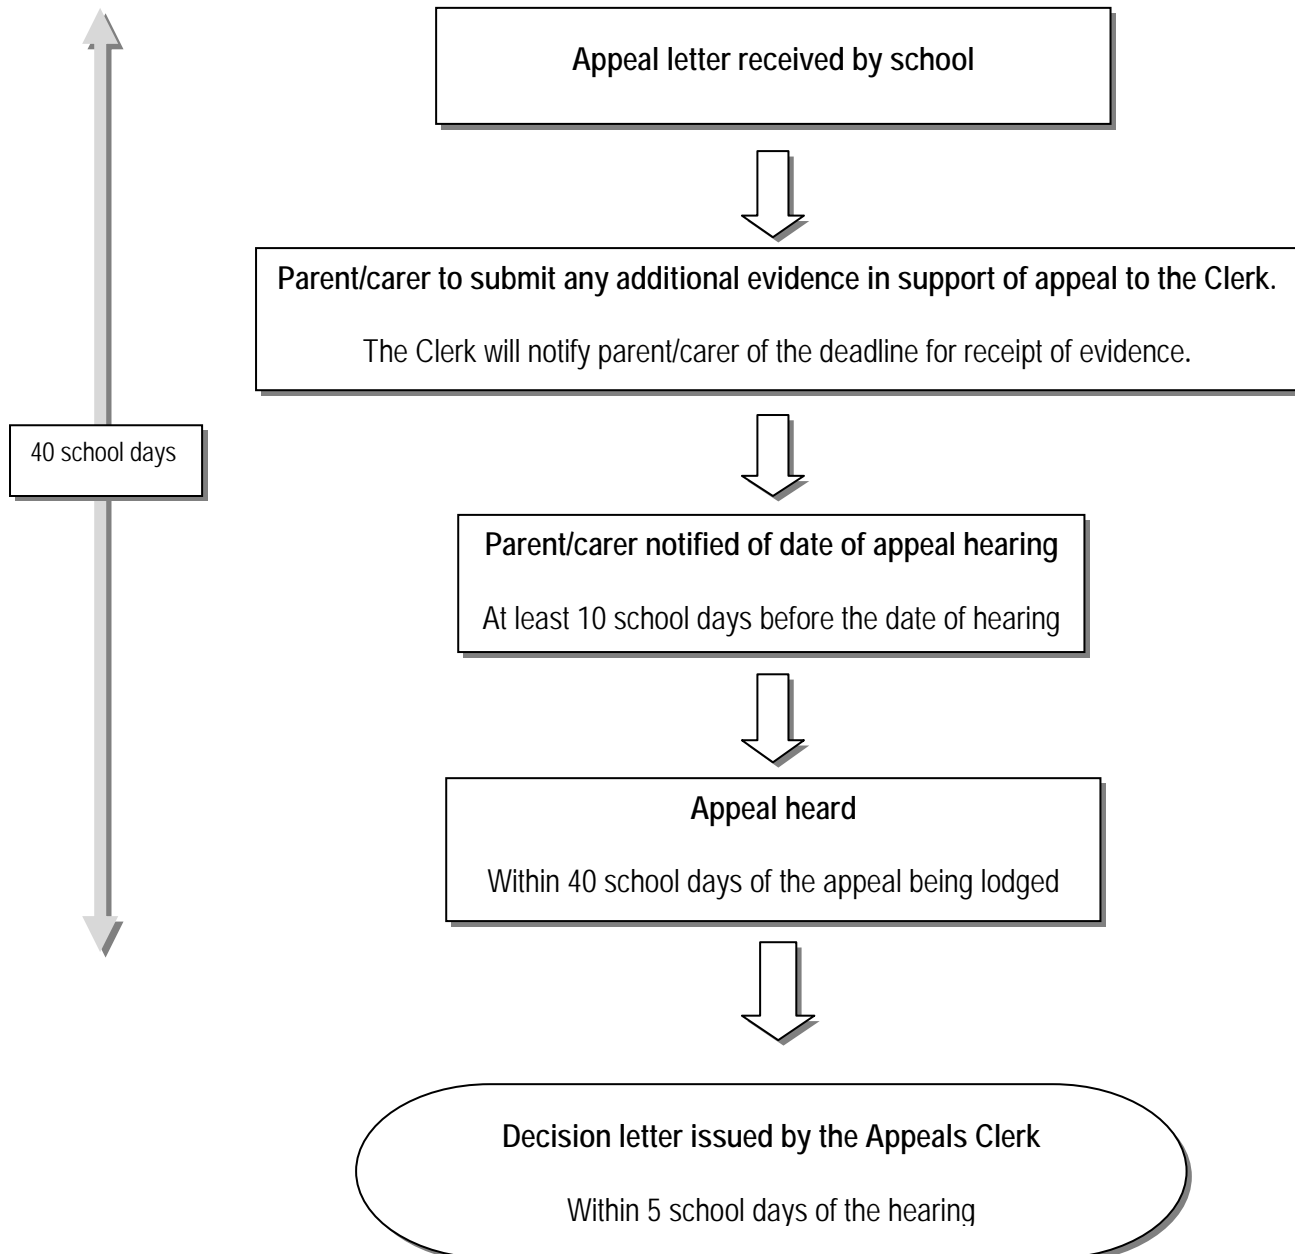 Appeal letter received by school
Parent/carer to submit any additional evidence in support of appeal to the Clerk.
The Clerk will notify parent/carer of the deadline for receipt of evidence.
40 school days
Parent/carer notified of date of appeal hearing
At least 10 school days before the date of hearing
Appeal heard
Within 40 school days of the appeal being lodged
Decision letter issued by the Appeals Clerk
Within 5 school days of the hearing